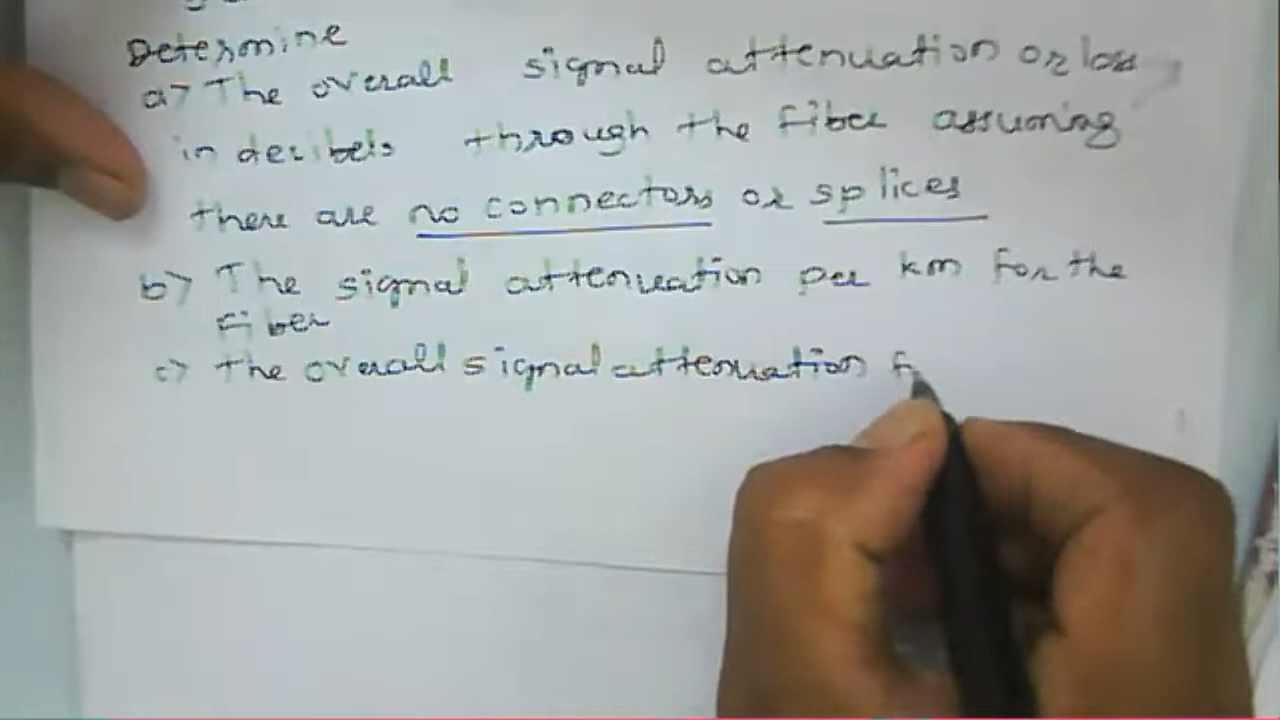 Determine
a) The overall signal attenuation or loss
in decibels through the fiber assuming
there are no connectors or splices
b) The signal attenuation per km for the
fiber
c) The overall signal attenuation f